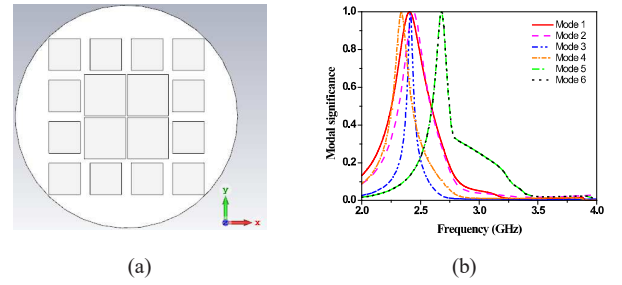 y
x
(a)
Modal significance
1.0
0.8
0.6
0.4
0.2
0.0
2.0 2.5 3.0 3.5 4.0
Frequency (GHz)
Mode 1
Mode 2
Mode 3
Mode 4
Mode 5
Mode 6
(b)